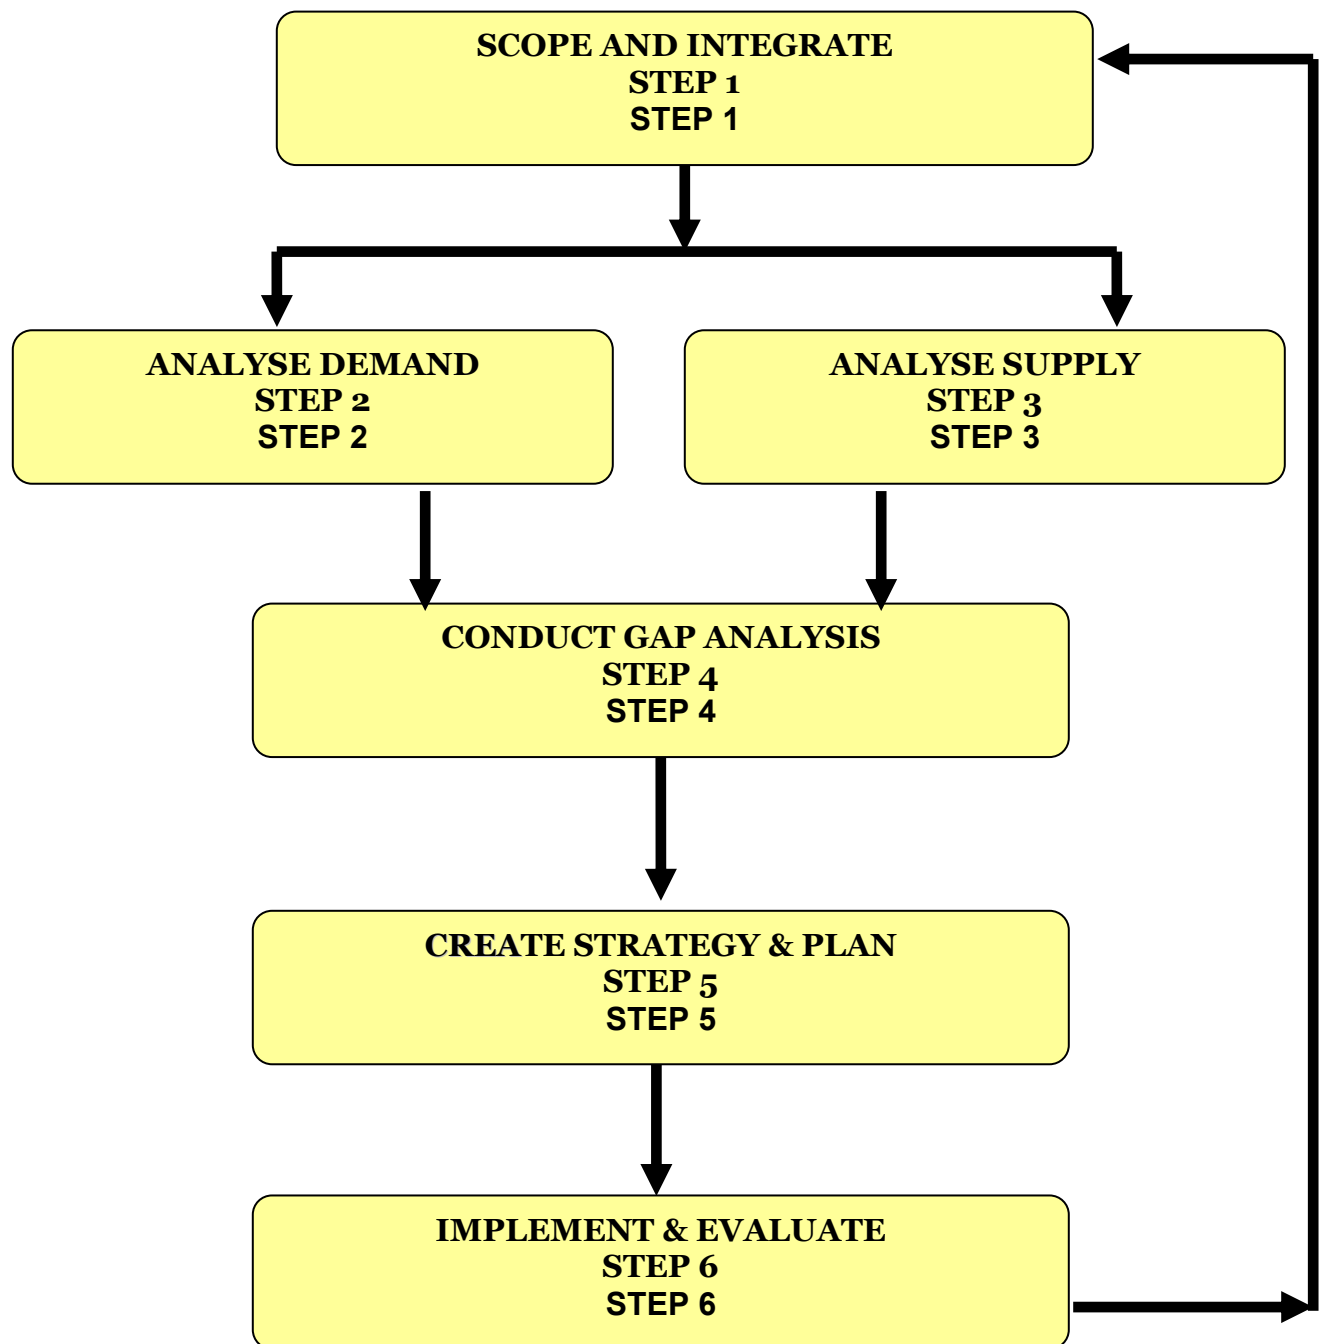 SCOPE AND INTEGRATE
STEP 1
STEP 1
ANALYSE DEMAND
STEP 2
STEP 2
ANALYSE SUPPLY
STEP 3
STEP 3
CONDUCT GAP ANALYSIS
STEP 4
STEP 4
CREATE STRATEGY & PLAN
STEP 5
STEP 5
IMPLEMENT & EVALUATE
STEP 6
STEP 6